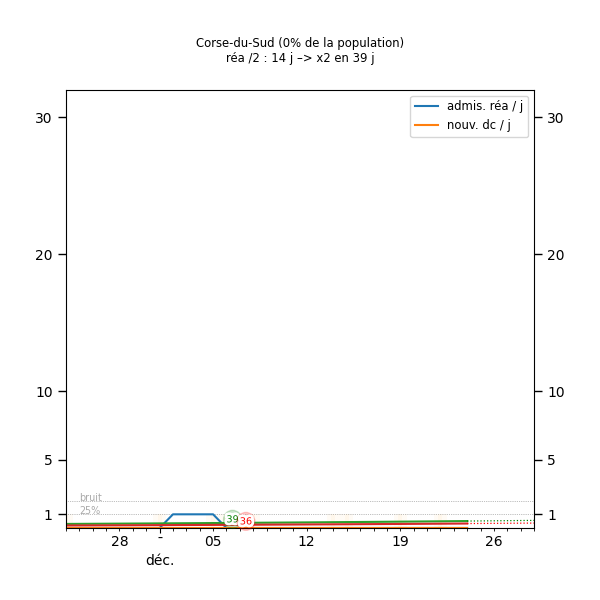 Corse-du-Sud (0% de la population)
réa /2 : 14 j –> x2 en 39 j
admis. réa / j
nouv. dc / j
30 30
20 20
10 10
5 5
bruit
25%
1 1
39 36
28 - 05 12 19 26
déc.